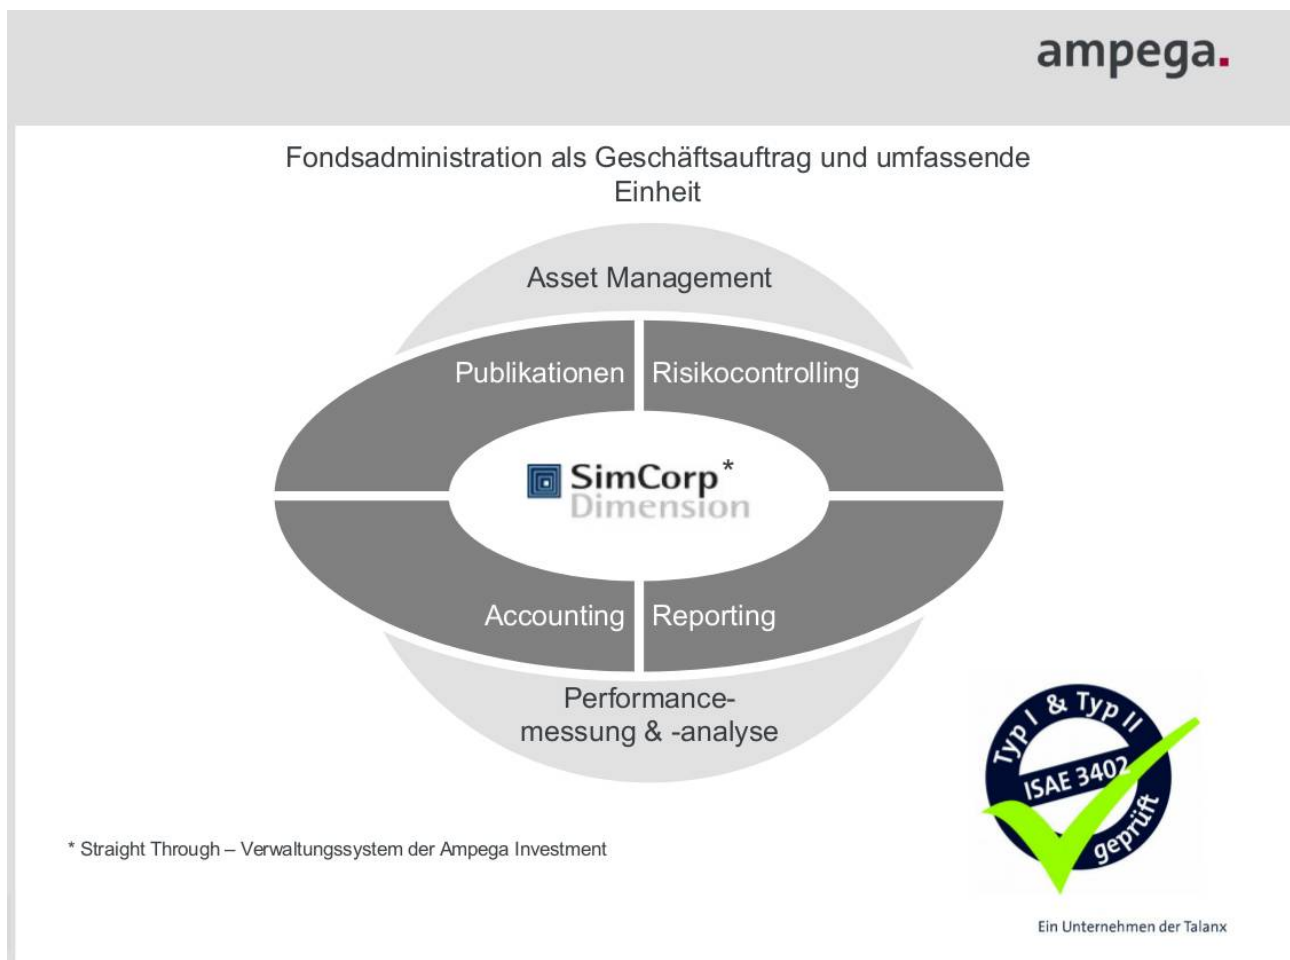 ampega.
Fondsadministration als Geschäftsauftrag und umfassende
Einheit
Asset Management
Publikationen
Risikocontrolling
SimCorp*
Dimension
Accounting
Reporting
Performance-
messung & -analyse
Typ I & Typ II
ISAE 3402
geprüft
* Straight Through – Verwaltungssystem der Ampega Investment
Ein Unternehmen der Talanx